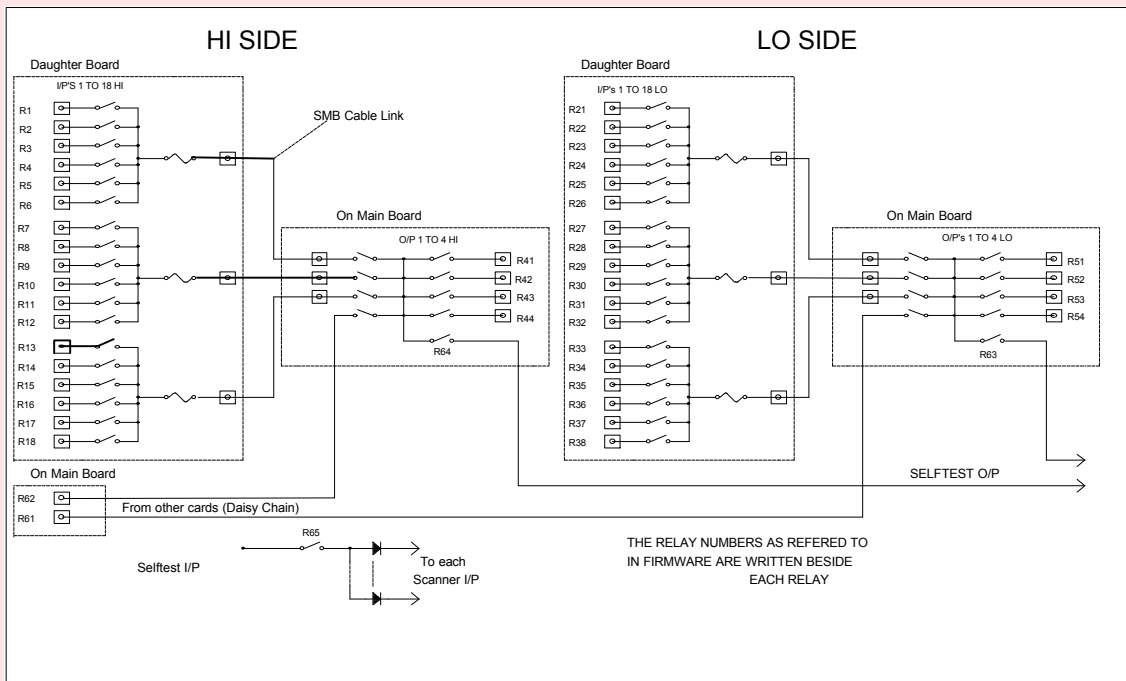 HI SIDE
LO SIDE
Daughter Board
I/P'S 1 TO 18 HI
R1
R2
R3
R4
R5
R6
R7
R8
R9
R10
R11
R12
R13
R14
R15
R16
R17
R18
SMB Cable Link
On Main Board
O/P 1 TO 4 HI
R41
R42
R43
R44
R64
Daughter Board
I/P's 1 TO 18 LO
R21
R22
R23
R24
R25
R26
R27
R28
R29
R30
R31
R32
R33
R34
R35
R36
R37
R38
On Main Board
O/P's 1 TO 4 LO
R51
R52
R53
R54
R63
On Main Board
R62
R61
From other cards (Daisy Chain)
SELFTEST O/P
Selftest I/P
R65
To each
Scanner I/P
THE RELAY NUMBERS AS REFERED TO
IN FIRMWARE ARE WRITTEN BESIDE
EACH RELAY